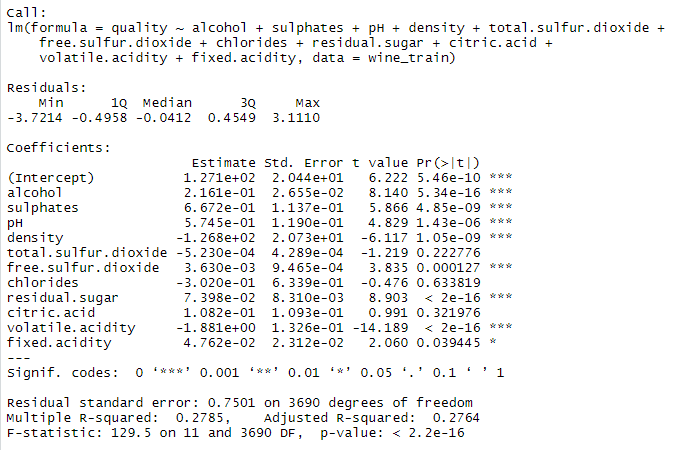 Call:
lm(formula = quality ~ alcohol + sulphates + pH + density + total.sulfur.dioxide +
    free.sulfur.dioxide + chlorides + residual.sugar + citric.acid +
    volatile.acidity + fixed.acidity, data = wine_train)
Residuals:
    Min      1Q  Median      3Q     Max
-3.7214 -0.4958 -0.0412  0.4549  3.1110
Coefficients:
                       Estimate Std. Error t value Pr(>|t|)
(Intercept)           1.271e+02  2.044e+01   6.222 5.46e-10 ***
alcohol               2.161e-01  2.655e-02   8.140 5.34e-16 ***
sulphates             6.672e-01  1.137e-01   5.866 4.85e-09 ***
pH                    5.745e-01  1.190e-01   4.829 1.43e-06 ***
density              -1.268e+02  2.073e+01  -6.117 1.05e-09 ***
total.sulfur.dioxide -5.230e-04  4.289e-04  -1.219 0.222776
free.sulfur.dioxide   3.630e-03  9.465e-04   3.835 0.000127 ***
chlorides            -3.020e-01  6.339e-01  -0.476 0.633819
residual.sugar        7.398e-02  8.310e-03   8.903  < 2e-16 ***
citric.acid           1.082e-01  1.093e-01   0.991 0.321976
volatile.acidity     -1.881e+00  1.326e-01 -14.189  < 2e-16 ***
fixed.acidity         4.762e-02  2.312e-02   2.060 0.039445 *
---
Signif. codes:  0 ‘***’ 0.001 ‘**’ 0.01 ‘*’ 0.05 ‘.’ 0.1 ‘ ’ 1
Residual standard error: 0.7501 on 3690 degrees of freedom
Multiple R-squared:  0.2785,    Adjusted R-squared:  0.2764
F-statistic: 129.5 on 11 and 3690 DF,  p-value: < 2.2e-16